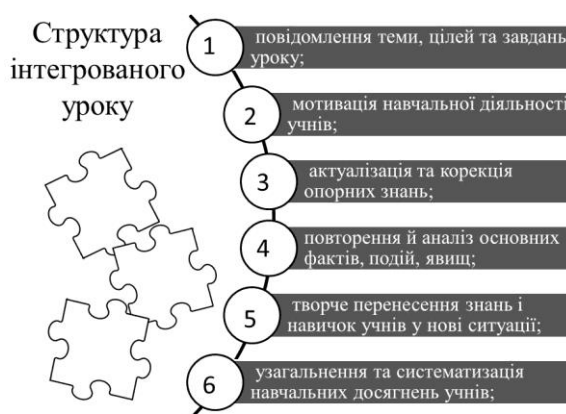 Структура
інтегрованого
уроку
1
повідомлення теми, цілей та завдань
уроку;
2
мотивація навчальної діяльності
учнів;
3
актуалізація та корекція
опорних знань;
4
повторення й аналіз основних
фактів, подій, явищ;
5
творче перенесення знань і
навичок учнів у нові ситуації;
6
узагальнення та систематизація
навчальних досягнень учнів;